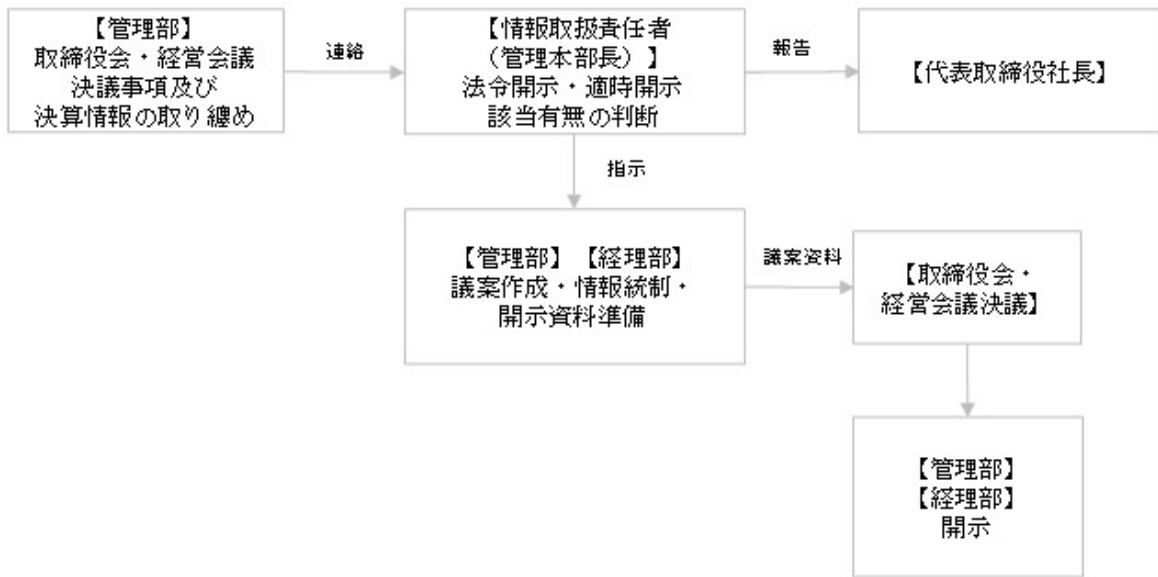 【管理部】
取締役会・経営会議
決議事項及び
決算情報の取り纏め
連絡
【情報取扱責任者
（管理本部長）】
法令開示・適時開示
該当有無の判断
報告
【代表取締役社長】
指示
【管理部】【経理部】
議案作成・情報統制・
開示資料準備
議案資料
【取締役会・
経営会議決議】
【管理部】
【経理部】
開示